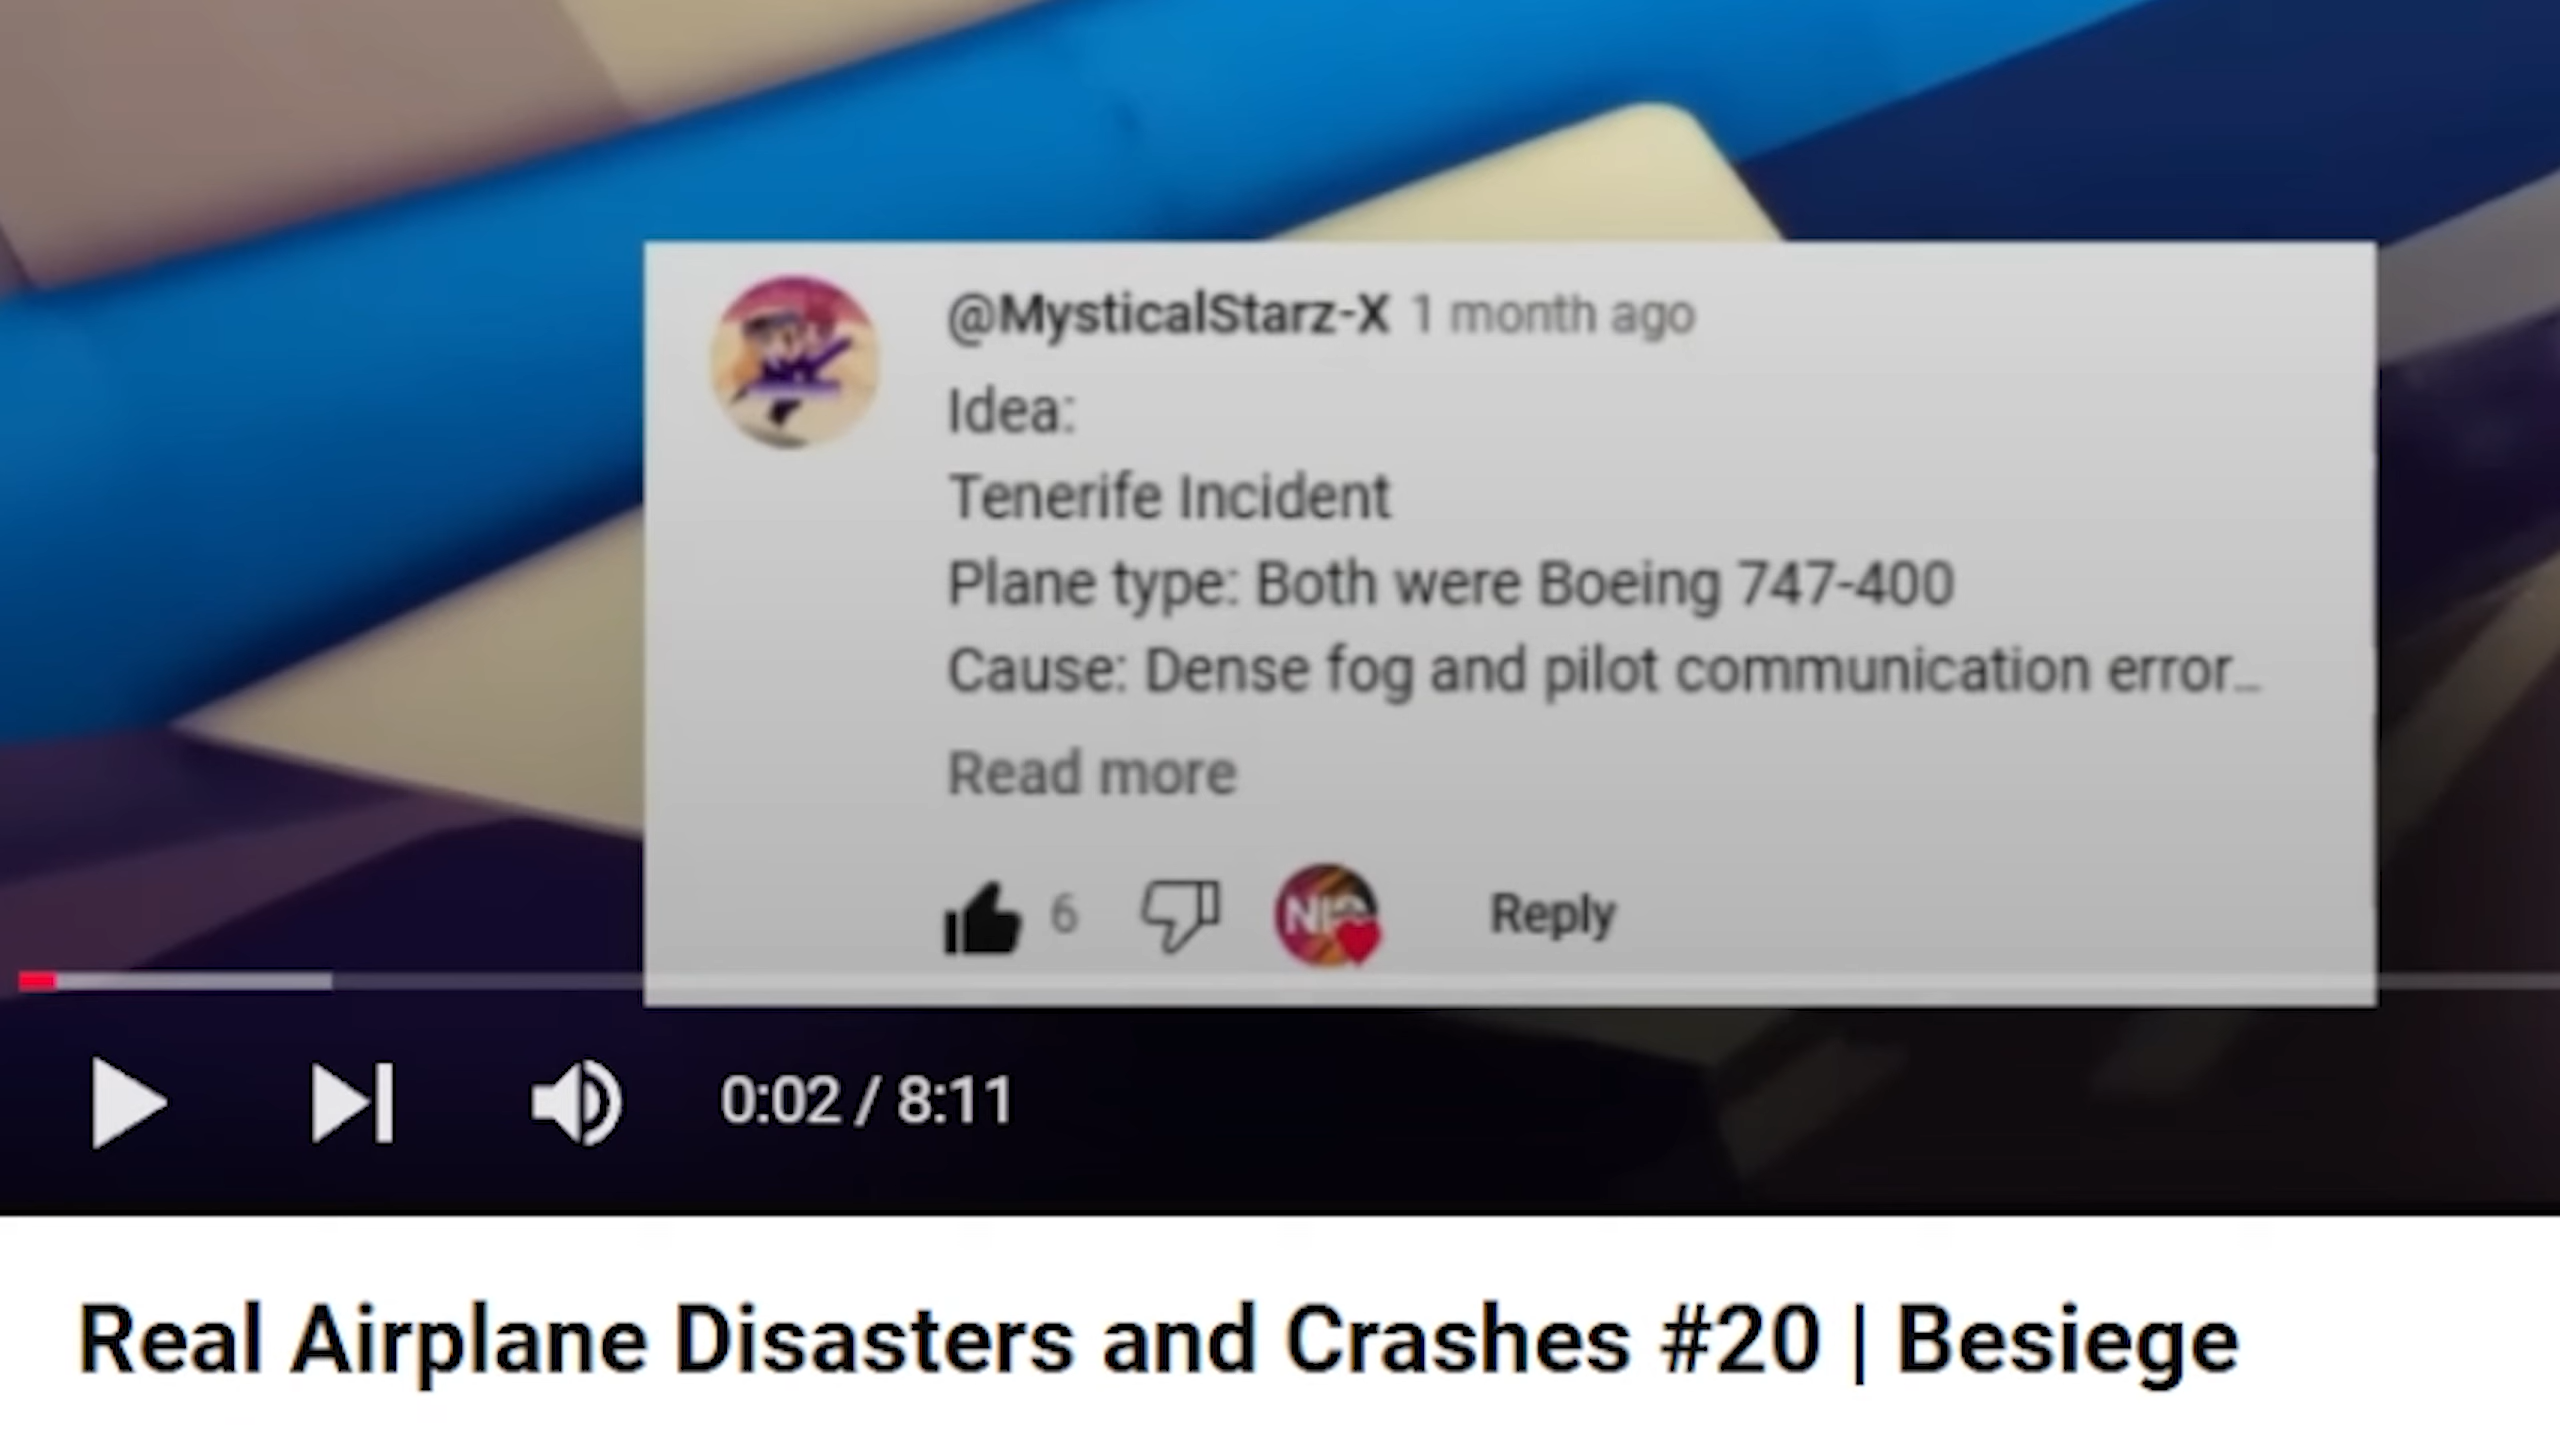 @MysticalStarz-X 1 month ago
Idea:
Tenerife Incident
Plane type: Both were Boeing 747-400
Cause: Dense fog and pilot communication error...
Read more
6
Reply
0:02 / 8:11
Real Airplane Disasters and Crashes #20 | Besiege